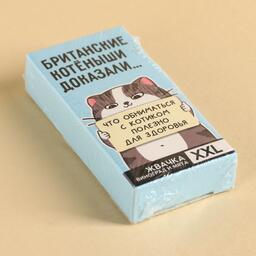 БРИТАНСКИЕ
КОТЁНЫШИ
ДОКАЗАЛИ...
ЧТО ОБНИМАТЬСЯ
С КОТИКОМ
ПОЛЕЗНО
ДЛЯ ЗДОРОВЬЯ
ЖВАЧКА
ВИНОГРАД И МЯТА
XXL